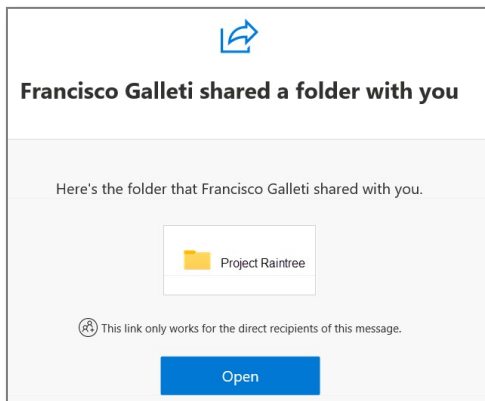 Francisco Galleti shared a folder with you
Here's the folder that Francisco Galleti shared with you.
Project Raintree
This link only works for the direct recipients of this message.
Open